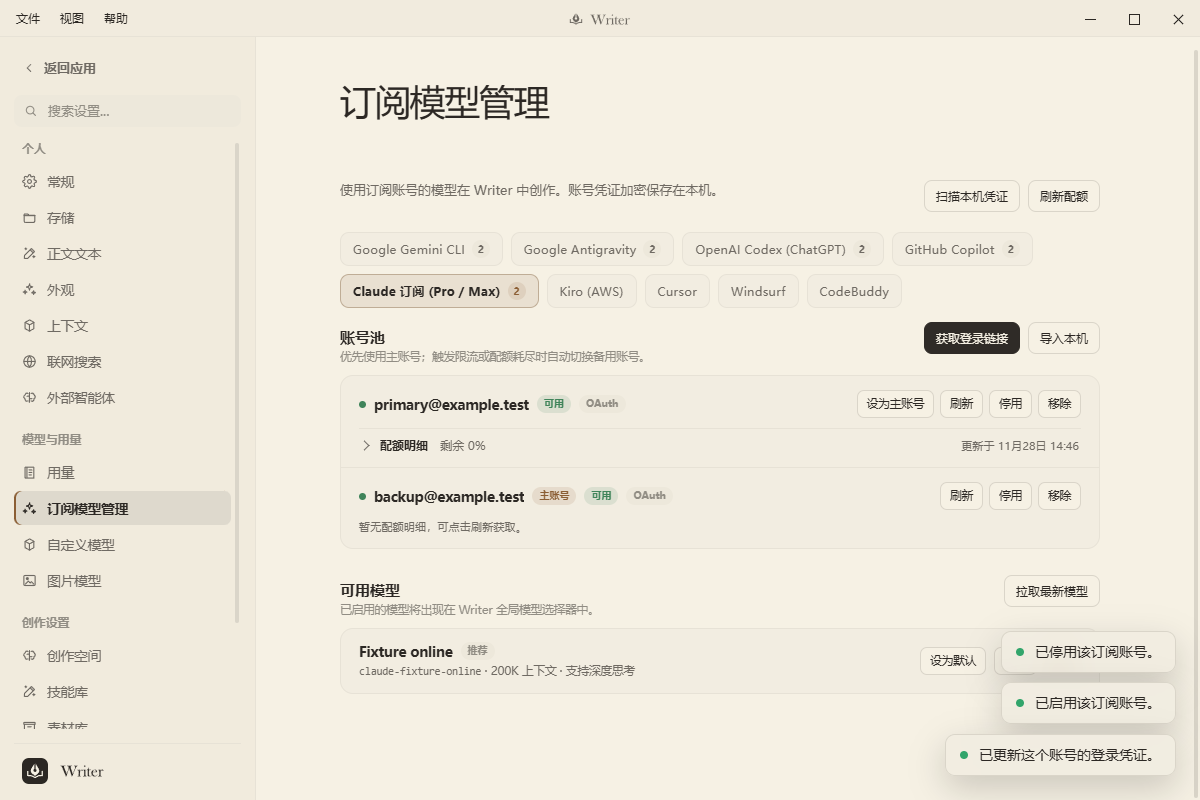 文件 视图 帮助
Writer
返回应用
搜索设置...
个人
常规
存储
正文文本
外观
上下文
联网搜索
外部智能体
模型与用量
用量
订阅模型管理
自定义模型
图片模型
创作设置
创作空间
技能库
素材库
Writer
订阅模型管理
使用订阅账号的模型在 Writer 中创作。账号凭证加密保存在本机。
扫描本机凭证 刷新配额
Google Gemini CLI 2 Google Antigravity 2 OpenAI Codex (ChatGPT) 2 GitHub Copilot 2
Claude 订阅 (Pro / Max) 2 Kiro (AWS) Cursor Windsurf CodeBuddy
账号池
优先使用主账号；触发限流或配额耗尽时自动切换备用账号。
获取登录链接 导入本机
primary@example.test 可用 OAuth 设为主账号 刷新 停用 移除
配额明细 剩余 0% 更新于 11月28日 14:46
backup@example.test 主账号 可用 OAuth 刷新 停用 移除
暂无配额明细，可点击刷新获取。
可用模型
已启用的模型将出现在 Writer 全局模型选择器中。
拉取最新模型
Fixture online 推荐
claude-fixture-online · 200K 上下文 · 支持深度思考
设为默认
已停用该订阅账号。
已启用该订阅账号。
已更新这个账号的登录凭证。